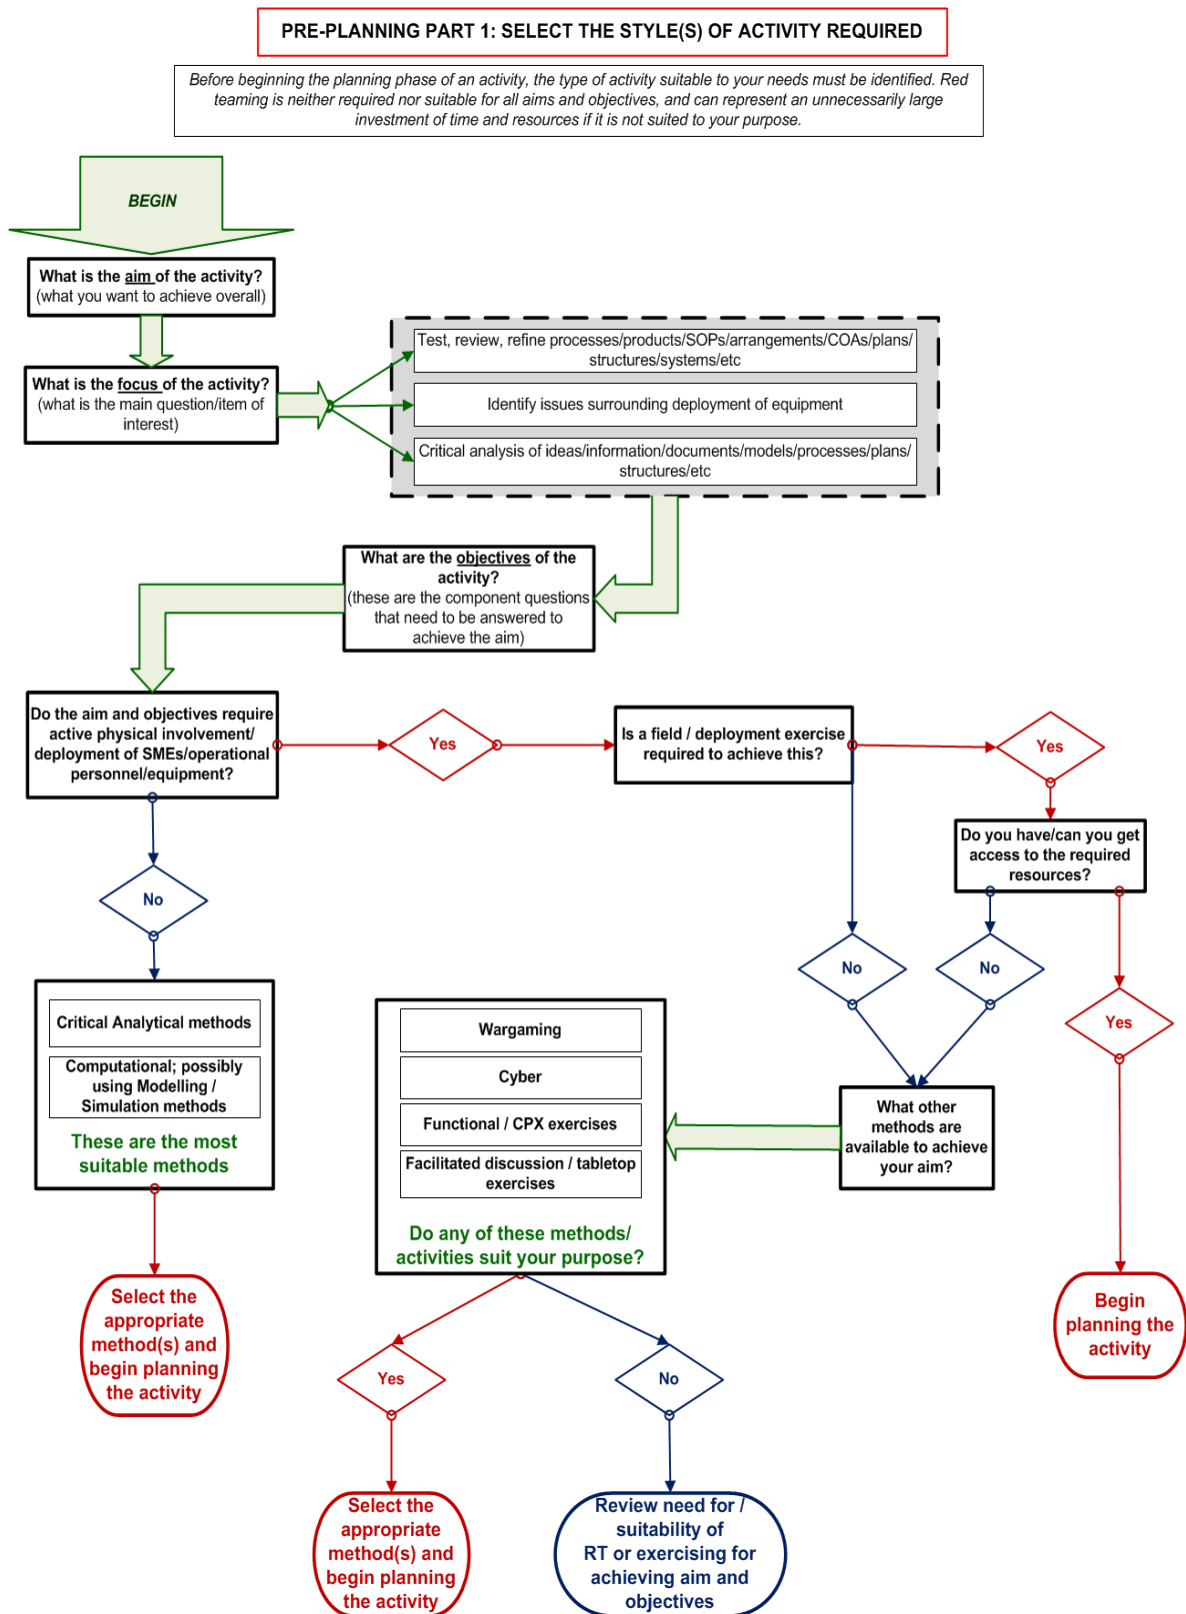 PRE-PLANNING PART 1: SELECT THE STYLE(S) OF ACTIVITY REQUIRED
Before beginning the planning phase of an activity, the type of activity suitable to your needs must be identified. Red
teaming is neither required nor suitable for all aims and objectives, and can represent an unnecessarily large
investment of time and resources if it is not suited to your purpose.
BEGIN
What is the aim of the activity?
(what you want to achieve overall)
What is the focus of the activity?
(what is the main question/item of
interest)
Test, review, refine processes/products/SOPs/arrangements/COAs/plans/
structures/systems/etc
Identify issues surrounding deployment of equipment
Critical analysis of ideas/information/documents/models/processes/plans/
structures/etc
What are the objectives of the
activity?
(these are the component questions
that need to be answered to
achieve the aim)
Do the aim and objectives require
active physical involvement/
deployment of SMEs/operational
personnel/equipment?
Yes
Is a field / deployment exercise
required to achieve this?
Yes
Do you have/can you get
access to the required
resources?
No
No
No
Yes
Critical Analytical methods
Computational; possibly
using Modelling /
Simulation methods
These are the most
suitable methods
Wargaming
Cyber
Functional / CPX exercises
Facilitated discussion / tabletop
exercises
Do any of these methods/
activities suit your purpose?
What other
methods are
available to achieve
your aim?
Select the
appropriate
method(s) and
begin planning
the activity
Begin
planning the
activity
Yes
No
Select the
appropriate
method(s) and
begin planning
the activity
Review need for /
suitability of
RT or exercising for
achieving aim and
objectives